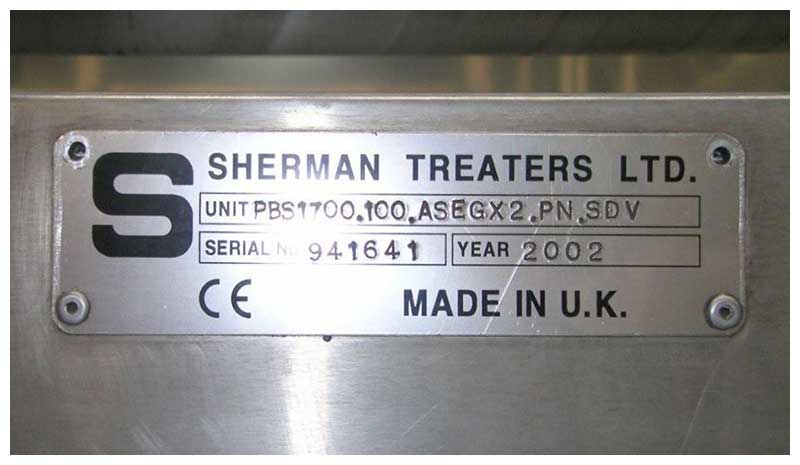 S SHERMAN TREATERS LTD.
UNIT PBS1700.100.ASEGX2.PN.SDV
SERIAL No 941641 YEAR 2002
CE MADE IN U.K.